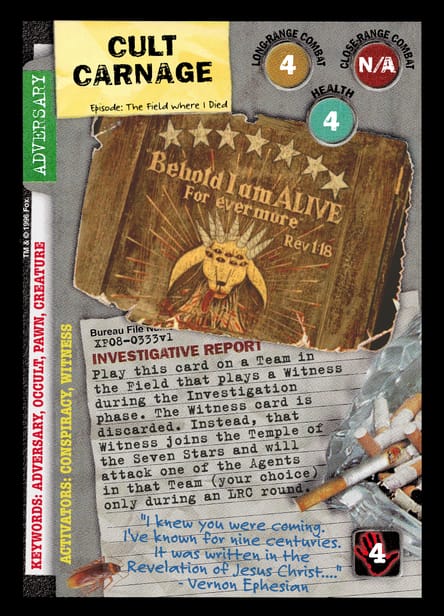 CULT
CARNAGE
Episode: The Field Where I Died
LONG-RANGE COMBAT
4
CLOSE-RANGE COMBAT
N/A
HEALTH
4
ADVERSARY
TM & © 1996 Fox.
KEYWORDS: ADVERSARY, OCCULT, PAWN, CREATURE
ACTIVATORS: CONSPIRACY, WITNESS
Behold I am ALIVE
For evermore
Rev 1:18
Bureau File
XF08-0333v1
INVESTIGATIVE REPORT
Play this card on a Team in
the Field that plays a Witness
during the Investigation
phase. The Witness card is
discarded. Instead, that
Witness joins the Temple of
the Seven Stars and will
attack one of the Agents
in that Team (your choice)
only during an LRC round.
"I knew you were coming.
I've known for nine centuries.
It was written in the
Revelation of Jesus Christ...."
- Vernon Ephesian
4